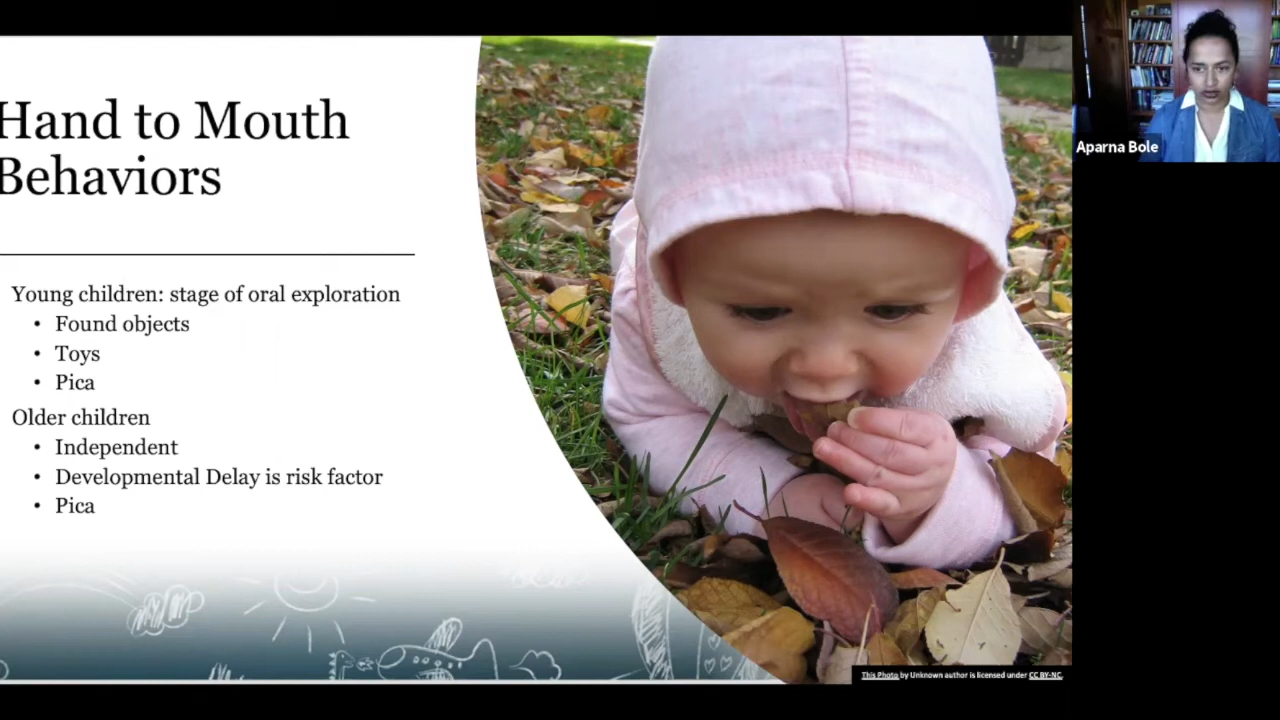 Hand to Mouth
Behaviors
Young children: stage of oral exploration
• Found objects
• Toys
• Pica
Older children
• Independent
• Developmental Delay is risk factor
• Pica
This Photo by Unknown author is licensed under CC BY-NC.
Aparna Bole